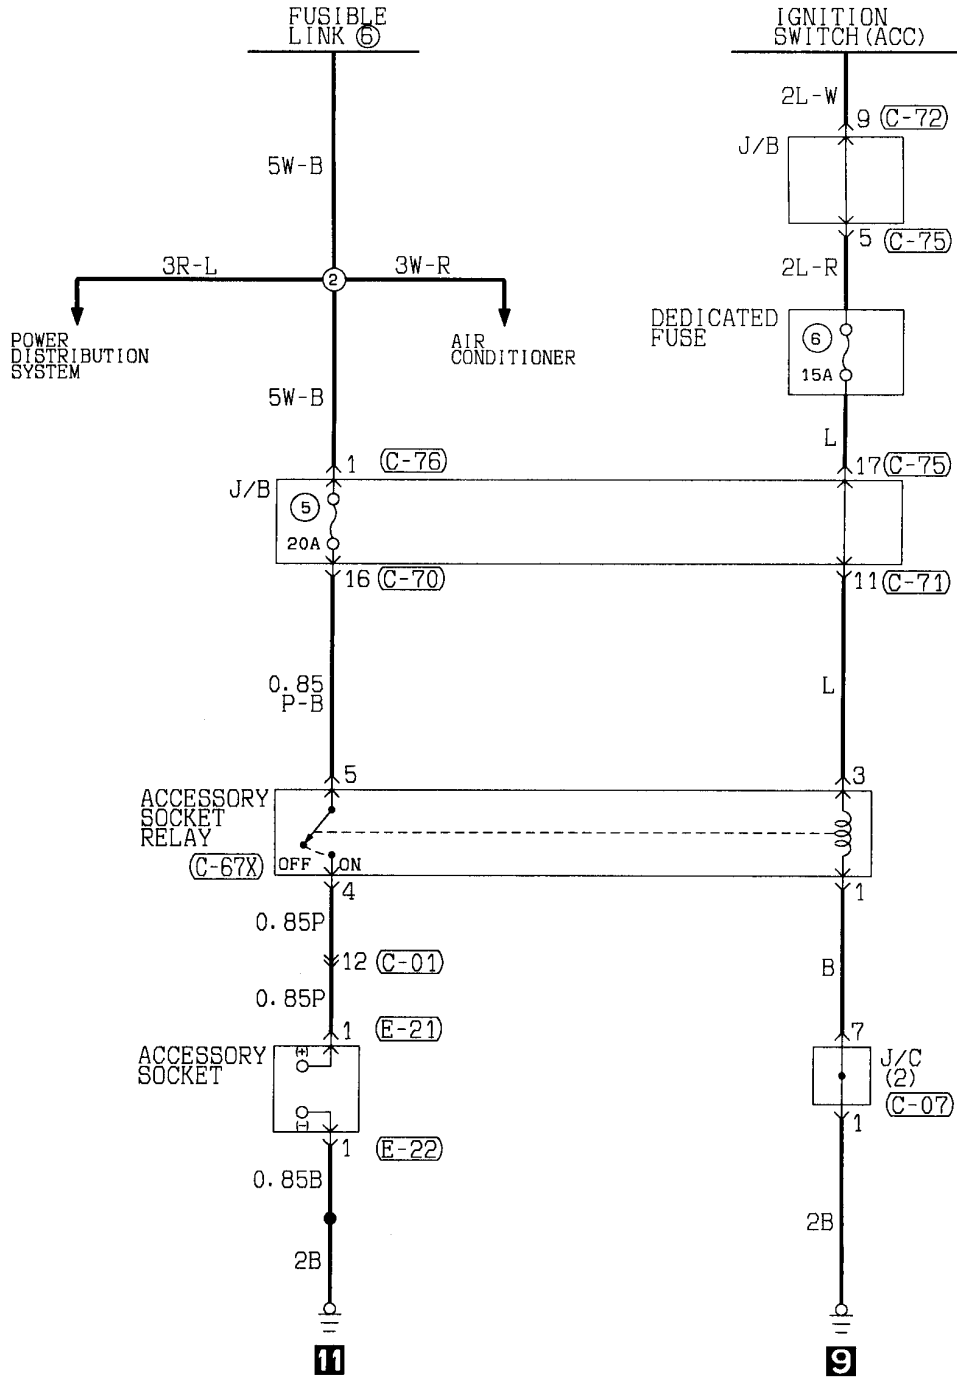 FUSIBLE
LINK ⑥
IGNITION
SWITCH (ACC)
2L-W
9 (C-72)
J/B
5W-B
5 (C-75)
3R-L
2
3W-R
2L-R
POWER
DISTRIBUTION
SYSTEM
AIR
CONDITIONER
DEDICATED
FUSE
6
15A
5W-B
L
1 (C-76)
17 (C-75)
J/B
5
20A
16 (C-70)
11 (C-71)
0.85
P-B
L
5
3
ACCESSORY
SOCKET
RELAY
(C-67X)
OFF ON
4
1
0.85P
12 (C-01)
B
0.85P
1 (E-21)
7
ACCESSORY
SOCKET
(+)
(-)
J/C
(2)
(C-07)
1 (E-22)
1
0.85B
2B
2B
11
9